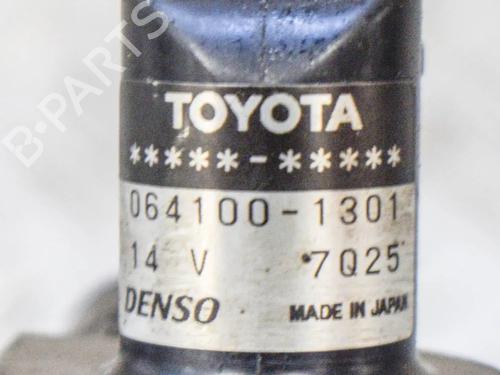 B-PARTS
TOYOTA
*****-*****
064100-1301
14 V 7Q25
DENSO MADE IN JAPAN